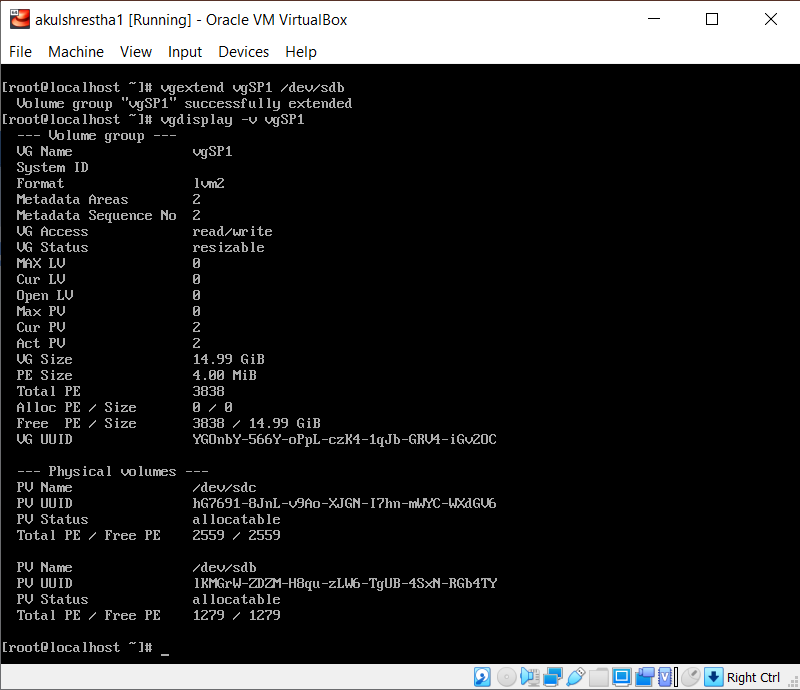 akulshrestha1 [Running] - Oracle VM VirtualBox
File Machine View Input Devices Help
[root@localhost ~]# vgextend vgSP1 /dev/sdb
Volume group "vgSP1" successfully extended
[root@localhost ~]# vgdisplay -v vgSP1
--- Volume group ---
VG Name vgSP1
System ID
Format lvm2
Metadata Areas 2
Metadata Sequence No 2
VG Access read/write
VG Status resizable
MAX LV 0
Cur LV 0
Open LV 0
Max PV 0
Cur PV 2
Act PV 2
VG Size 14.99 GiB
PE Size 4.00 MiB
Total PE 3838
Alloc PE / Size 0 / 0
Free PE / Size 3838 / 14.99 GiB
VG UUID YGOnbY-566Y-oPpL-czK4-1qJb-GRV4-iGv2OC
--- Physical volumes ---
PV Name /dev/sdc
PV UUID hG7691-8JnL-v9Ao-XJGN-I7hn-mWYC-WXdGV6
PV Status allocatable
Total PE / Free PE 2559 / 2559
PV Name /dev/sdb
PV UUID lKMGrW-ZDZM-H8qu-zLW6-TgUB-4SxN-RGb4TY
PV Status allocatable
Total PE / Free PE 1279 / 1279
[root@localhost ~]# _
Right Ctrl